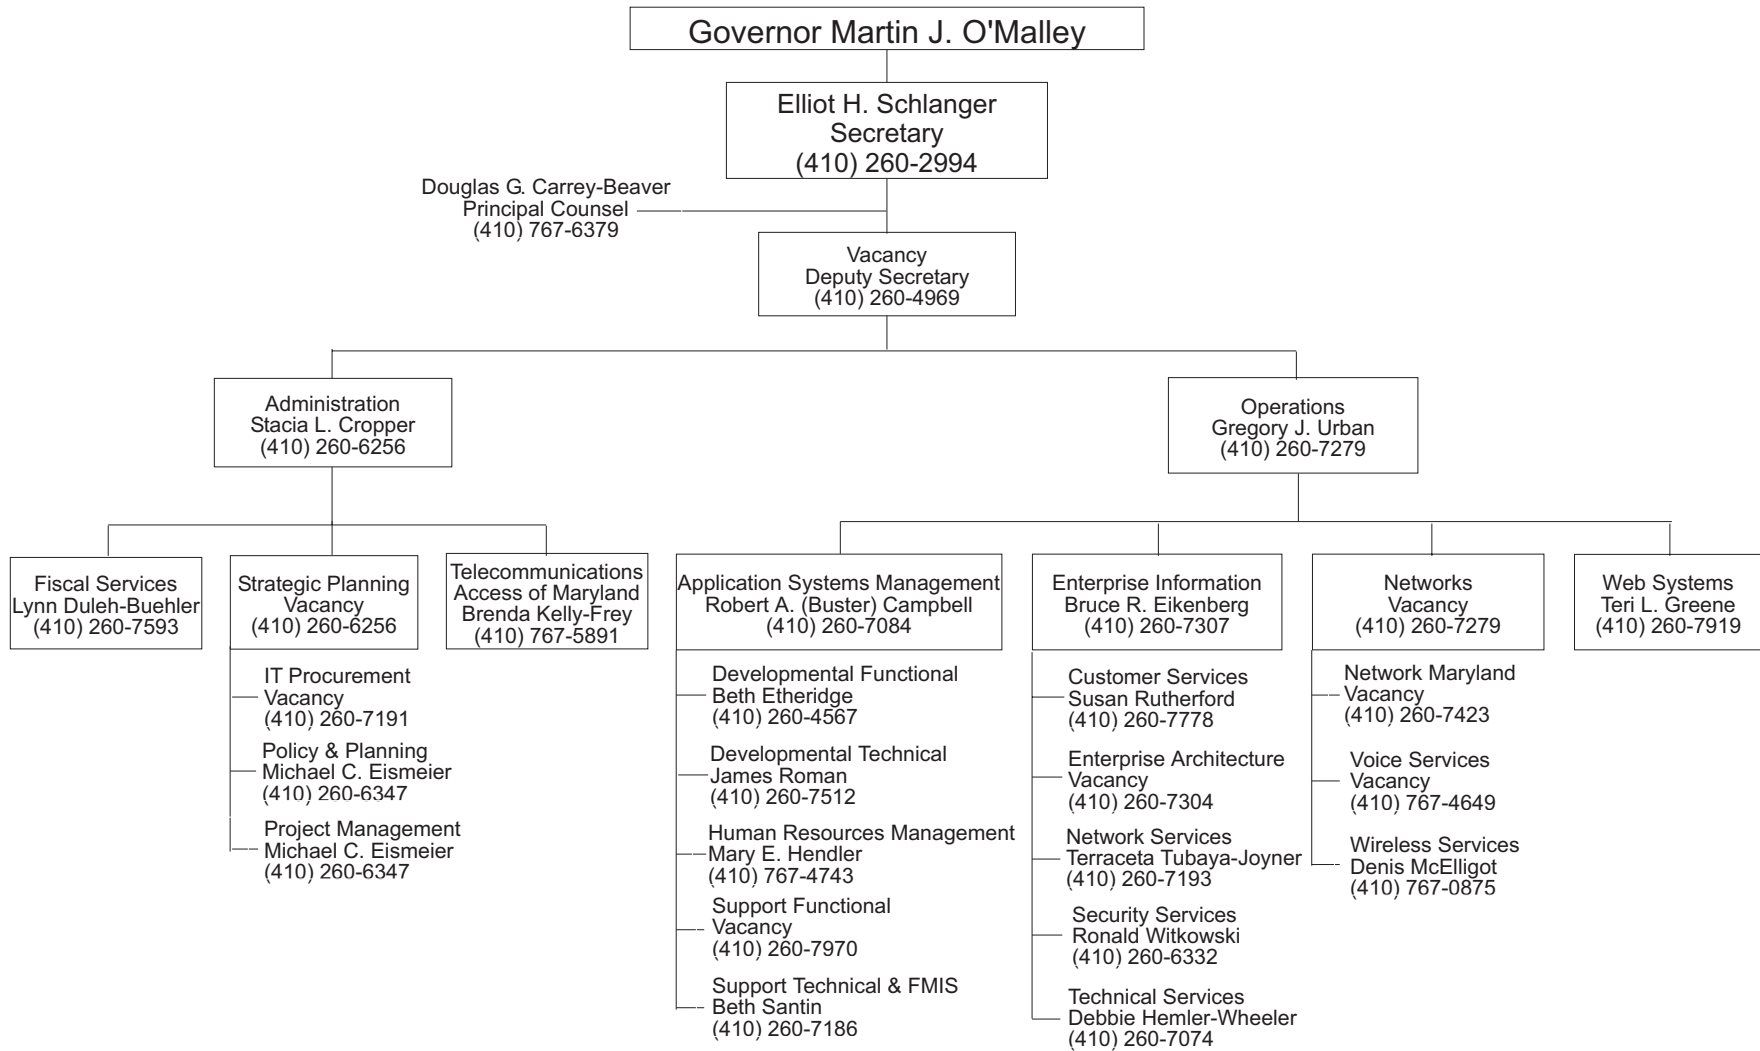 Governor Martin J. O'Malley
Elliot H. Schlanger
Secretary
(410) 260-2994
Douglas G. Carrey-Beaver
Principal Counsel
(410) 767-6379
Vacancy
Deputy Secretary
(410) 260-4969
Administration
Stacia L. Cropper
(410) 260-6256
Operations
Gregory J. Urban
(410) 260-7279
Fiscal Services
Lynn Duleh-Buehler
(410) 260-7593
Strategic Planning
Vacancy
(410) 260-6256
Telecommunications
Access of Maryland
Brenda Kelly-Frey
(410) 767-5891
Application Systems Management
Robert A. (Buster) Campbell
(410) 260-7084
Enterprise Information
Bruce R. Eikenberg
(410) 260-7307
Networks
Vacancy
(410) 260-7279
Web Systems
Teri L. Greene
(410) 260-7919
IT Procurement
Vacancy
(410) 260-7191
Policy & Planning
Michael C. Eismeier
(410) 260-6347
Project Management
Michael C. Eismeier
(410) 260-6347
Developmental Functional
Beth Etheridge
(410) 260-4567
Developmental Technical
James Roman
(410) 260-7512
Human Resources Management
Mary E. Hendler
(410) 767-4743
Support Functional
Vacancy
(410) 260-7970
Support Technical & FMIS
Beth Santin
(410) 260-7186
Customer Services
Susan Rutherford
(410) 260-7778
Enterprise Architecture
Vacancy
(410) 260-7304
Network Services
Terraceta Tubaya-Joyner
(410) 260-7193
Security Services
Ronald Witkowski
(410) 260-6332
Technical Services
Debbie Hemler-Wheeler
(410) 260-7074
Network Maryland
Vacancy
(410) 260-7423
Voice Services
Vacancy
(410) 767-4649
Wireless Services
Denis McElligot
(410) 767-0875